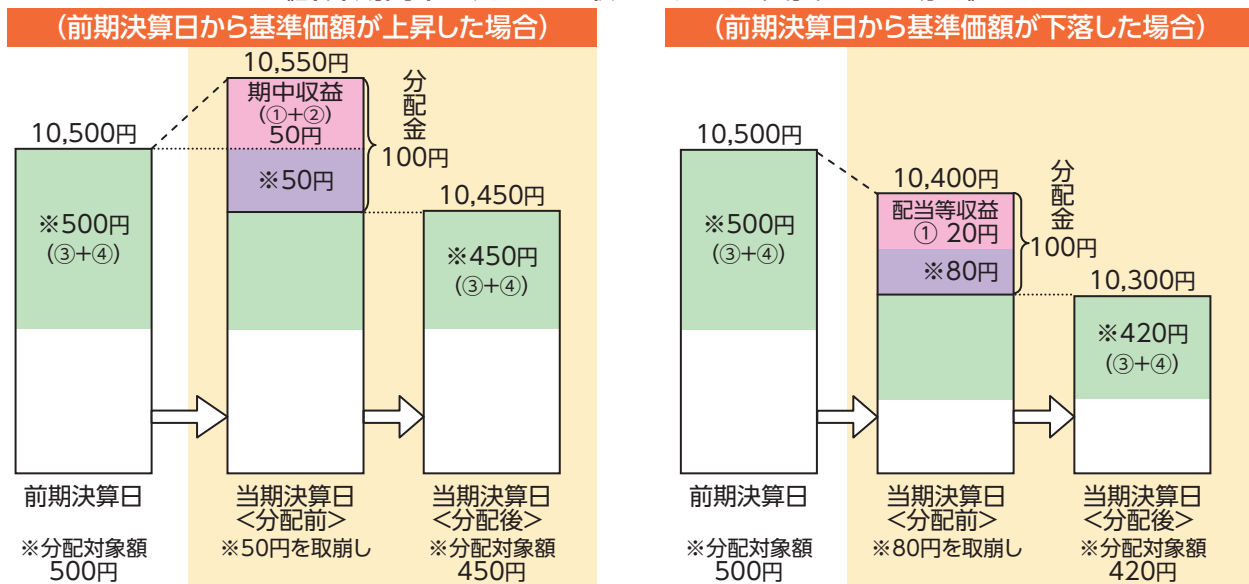 (前期決算日から基準価額が上昇した場合)
10,500円
※500円
(③+④)
10,550円
期中収益
(①+②)
50円
※50円
分配金
100円
10,450円
※450円
(③+④)
前期決算日
※分配対象額
500円
当期決算日
<分配前>
※50円を取崩し
当期決算日
<分配後>
※分配対象額
450円
(前期決算日から基準価額が下落した場合)
10,500円
※500円
(③+④)
10,400円
配当等収益
① 20円
※80円
分配金
100円
10,300円
※420円
(③+④)
前期決算日
※分配対象額
500円
当期決算日
<分配前>
※80円を取崩し
当期決算日
<分配後>
※分配対象額
420円